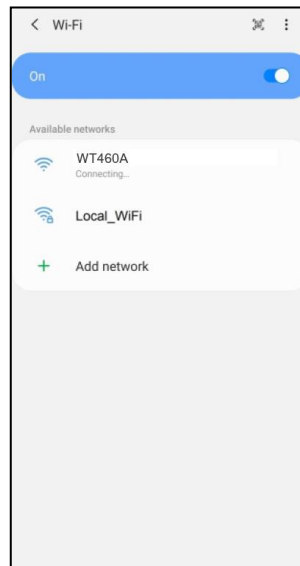 Wi-Fi
On
Available networks
WT460A
Connecting...
Local_WiFi
Add network